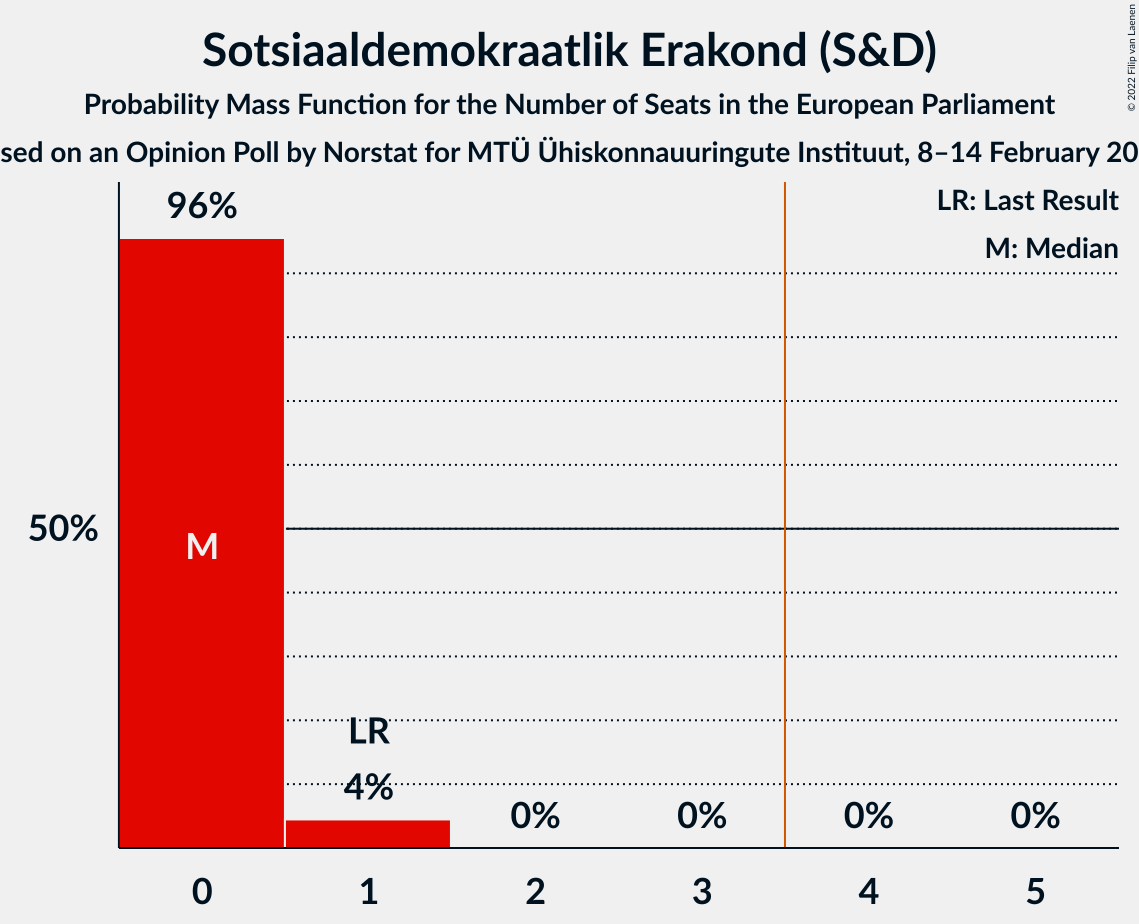 Sotsiaaldemokraatlik Erakond (S&D)
Probability Mass Function for the Number of Seats in the European Parliament
sed on an Opinion Poll by Norstat for MTÜ Ühiskonnauuringute Instituut, 8–14 February 20
© 2022 Filip van Laenen
LR: Last Result
M: Median
96%
50%
M
LR
4%
0%
0%
0%
0%
0
1
2
3
4
5